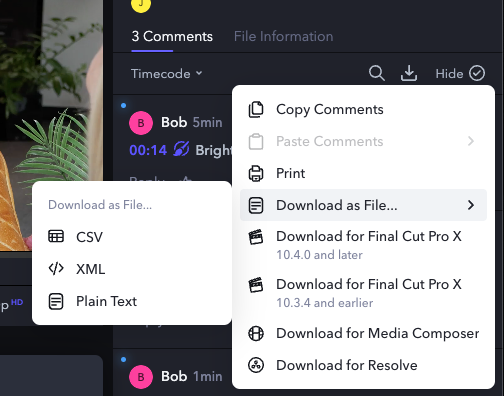 J
3 Comments
File Information
Timecode
Hide
B
Bob 5min
00:14 Bright
Copy Comments
Paste Comments
Print
Download as File...
Download for Final Cut Pro X
10.4.0 and later
Download for Final Cut Pro X
10.3.4 and earlier
Download for Media Composer
Download for Resolve
Download as File...
CSV
XML
Plain Text
p HD
B
Bob 1min